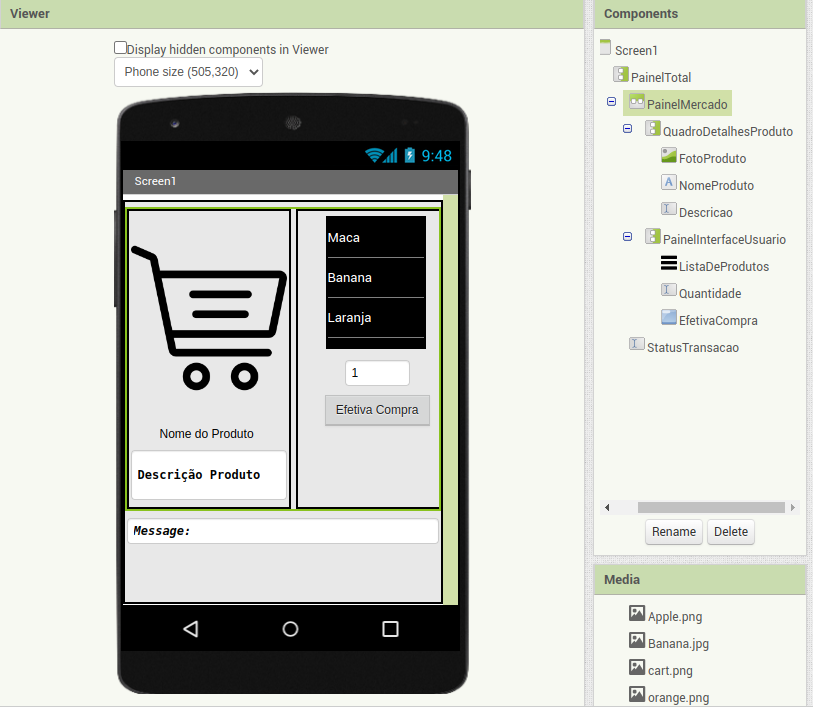 Viewer
Display hidden components in Viewer
Phone size (505,320)
9:48
Screen1
Maca
Banana
Laranja
1
Efetiva Compra
Nome do Produto
Descrição Produto
Message:
Components
Screen1
PainelTotal
PainelMercado
QuadroDetalhesProduto
FotoProduto
A NomeProduto
Descricao
PainelInterfaceUsuario
ListaDeProdutos
Quantidade
EfetivaCompra
StatusTransacao
Rename Delete
Media
Apple.png
Banana.jpg
cart.png
orange.png